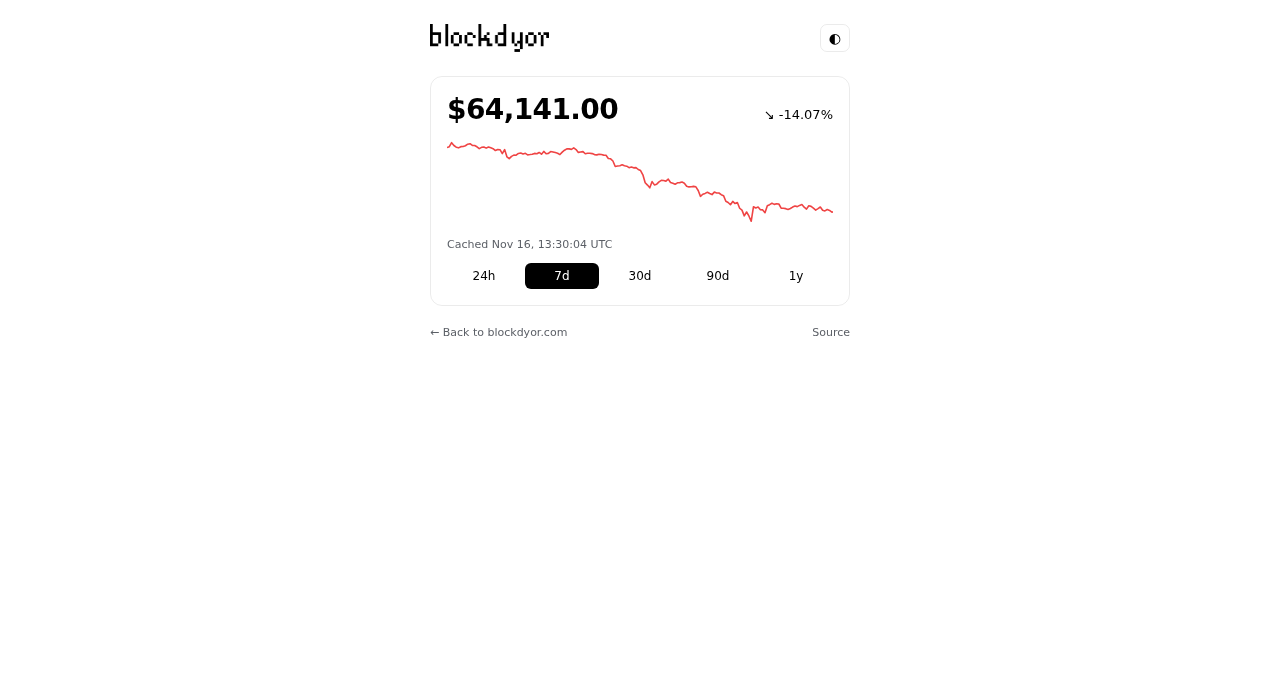 blockdyor
$64,141.00
↘ -14.07%
Cached Nov 16, 13:30:04 UTC
24h 7d 30d 90d 1y
← Back to blockdyor.com
Source